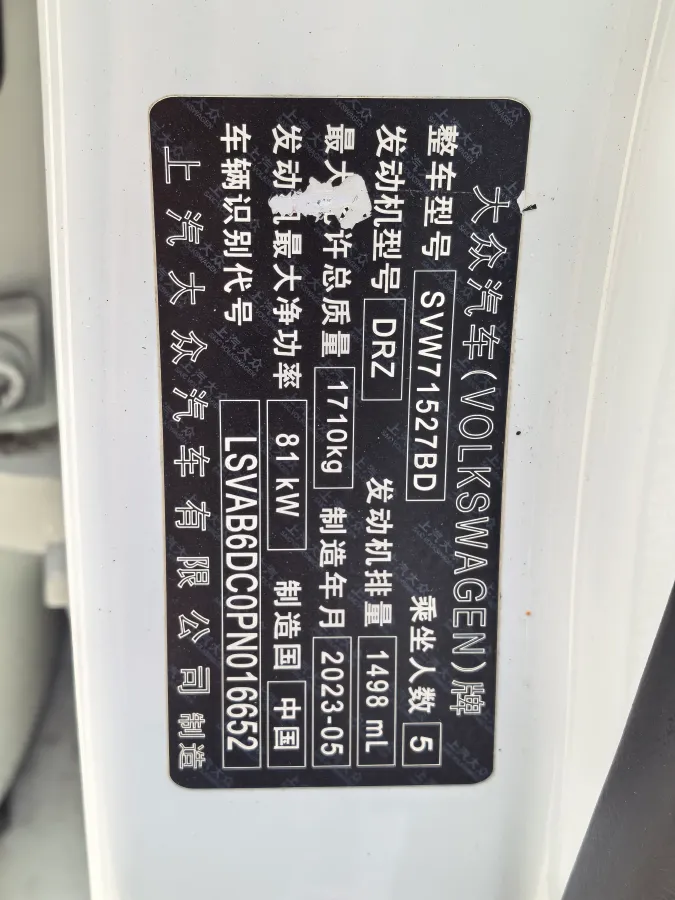 大众汽车(VOLKSWAGEN)牌
整车型号 SVW71527BD 乘坐人数 5
发动机型号 DRZ 发动机排量 1498 mL
最大 许总质量 1710kg 制造年月 2023-05
发动 最大净功率 81 kW 制造国 中国
车辆识别代号 LSVAB6DC0PN016652
上汽大众汽车有限公司 制造